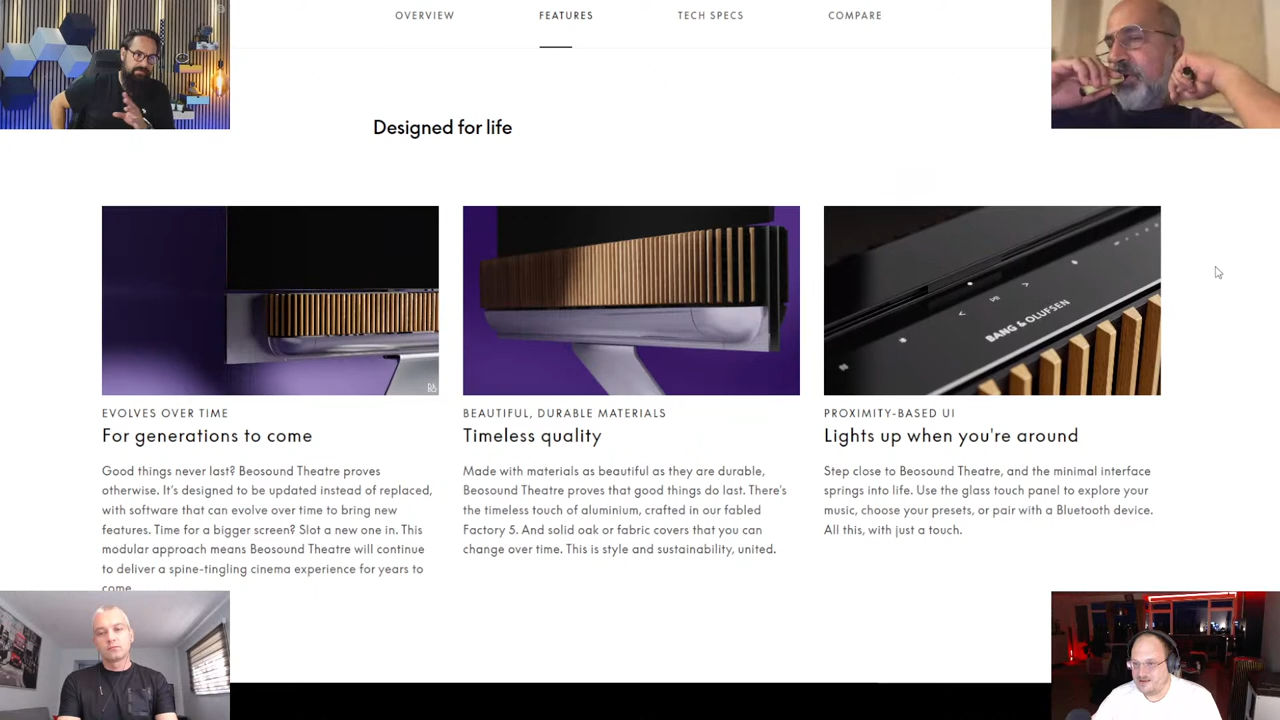 OVERVIEW
FEATURES
TECH SPECS
COMPARE
Designed for life
BANG & OLUFSEN
EVOLVES OVER TIME
For generations to come
Good things never last? Beosound Theatre proves
otherwise. It's designed to be updated instead of replaced,
with software that can evolve over time to bring new
features. Time for a bigger screen? Slot a new one in. This
modular approach means Beosound Theatre will continue
to deliver a spine-tingling cinema experience for years to
come.
BEAUTIFUL, DURABLE MATERIALS
Timeless quality
Made with materials as beautiful as they are durable,
Beosound Theatre proves that good things do last. There's
the timeless touch of aluminium, crafted in our fabled
Factory 5. And solid oak or fabric covers that you can
change over time. This is style and sustainability, united.
PROXIMITY-BASED UI
Lights up when you're around
Step close to Beosound Theatre, and the minimal interface
springs into life. Use the glass touch panel to explore your
music, choose your presets, or pair with a Bluetooth device.
All this, with just a touch.